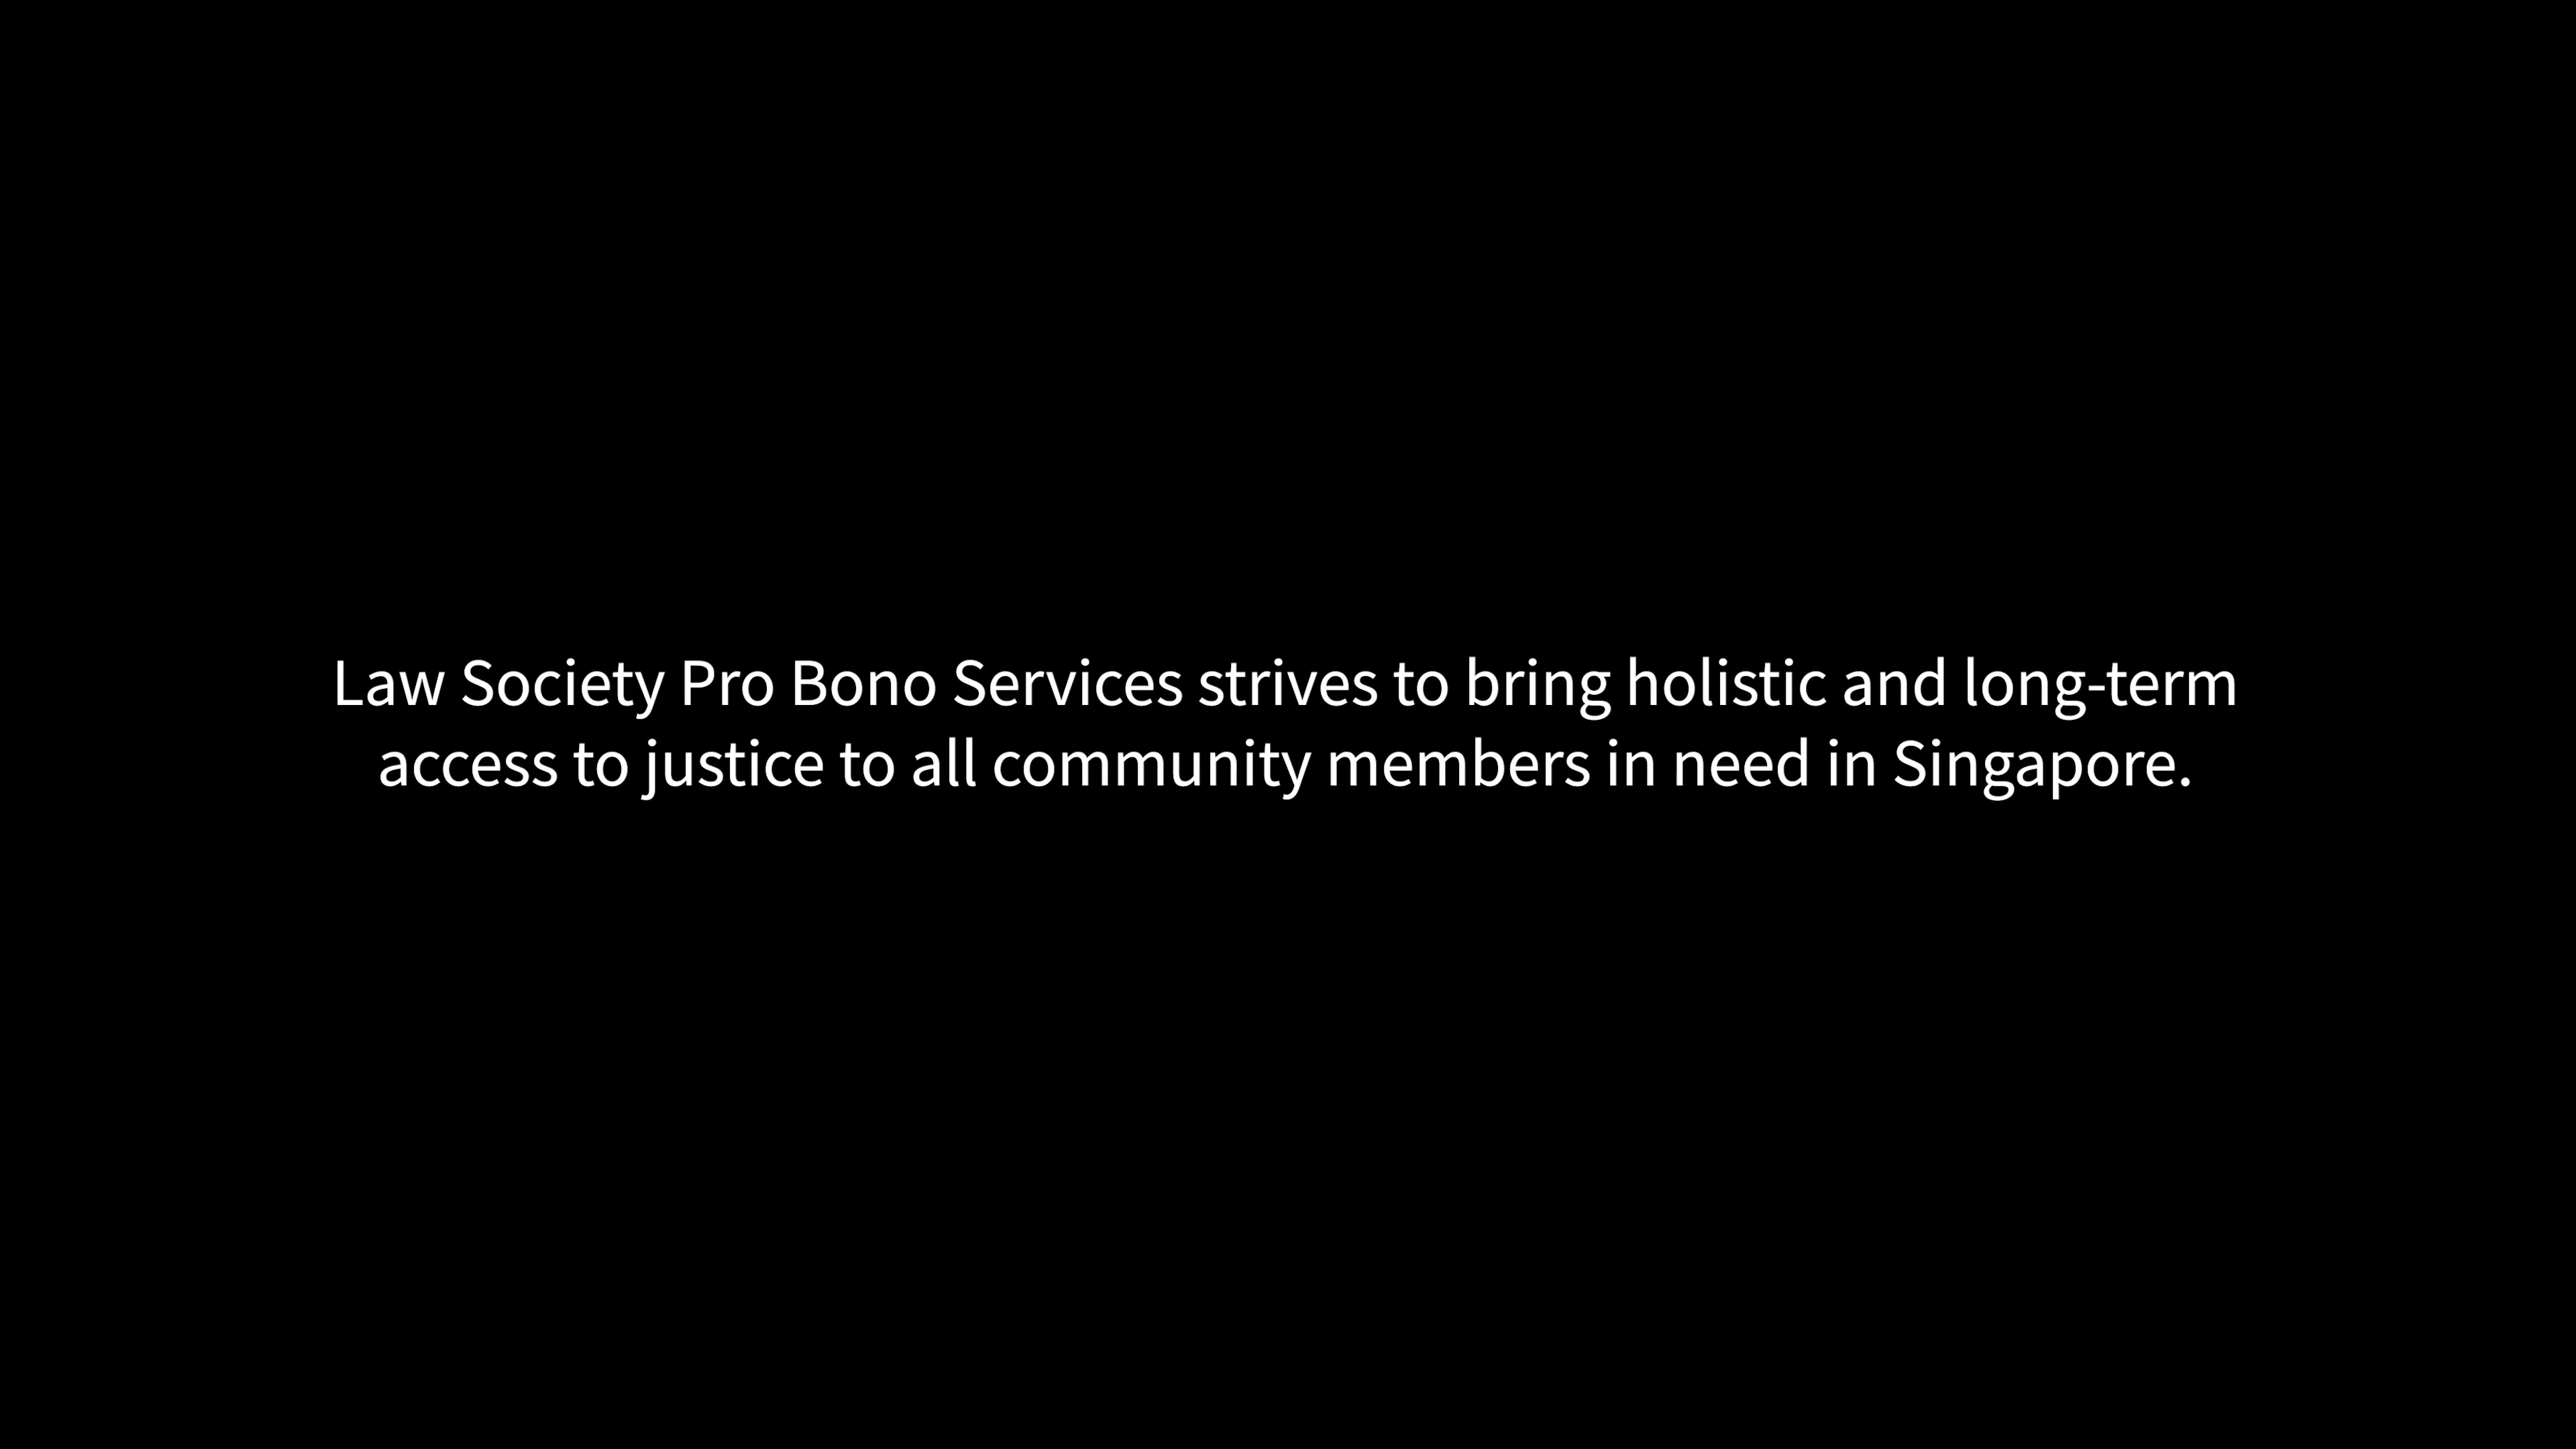 Law Society Pro Bono Services strives to bring holistic and long-term
access to justice to all community members in need in Singapore.